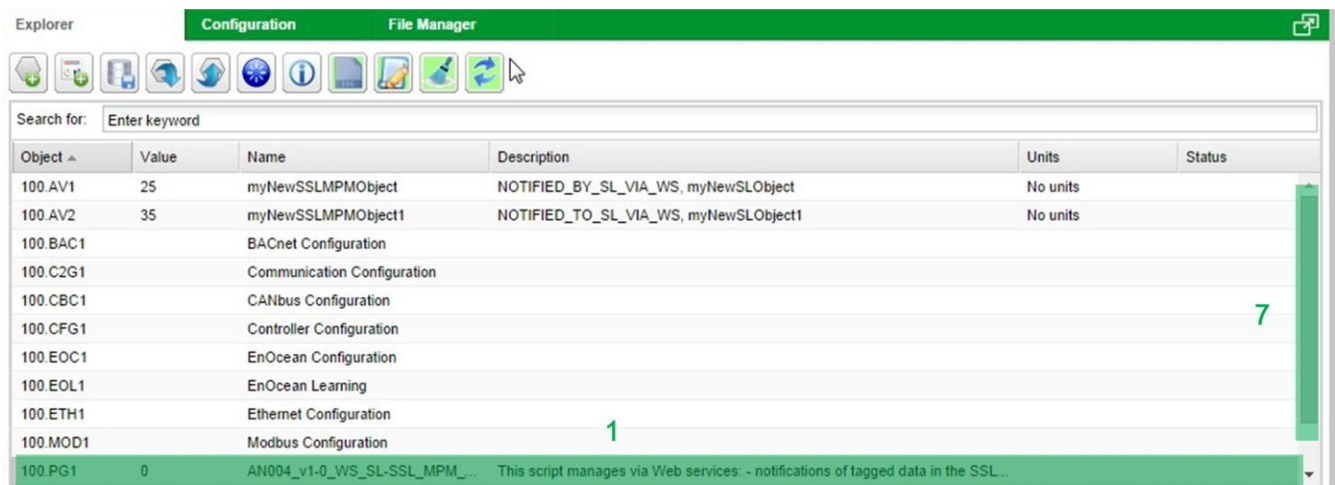 Explorer Configuration File Manager
Search for: Enter keyword
Object Value Name Description Units Status
100.AV1 25 myNewSSLMPMObject NOTIFIED_BY_SL_VIA_WS, myNewSLObject No units
100.AV2 35 myNewSSLMPMObject1 NOTIFIED_TO_SL_VIA_WS, myNewSLObject1 No units
100.BAC1 BACnet Configuration
100.C2G1 Communication Configuration
100.CBC1 CANbus Configuration
100.CFG1 Controller Configuration
7
100.EOC1 EnOcean Configuration
100.EOL1 EnOcean Learning
100.ETH1 Ethernet Configuration
1
100.MOD1 Modbus Configuration
100.PG1 0 AN004_v1-0_WS_SL-SSL_MPM_... This script manages via Web services: - notifications of tagged data in the SSL...